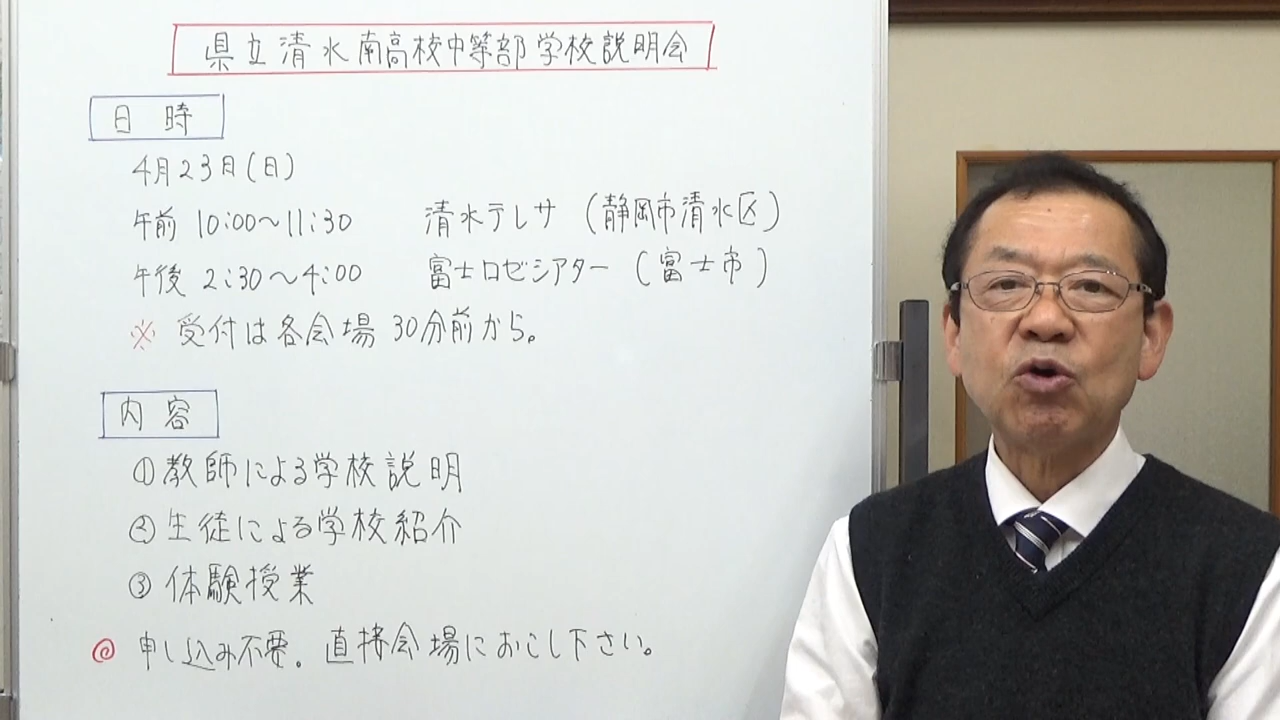 県立清水南高校中等部学校説明会
日時
4月23日(日)
午前 10:00～11:30 清水テレサ (静岡市清水区)
午後 2:30～4:00 富士ロゼシアター (富士市)
※ 受付は各会場 30分前から。
内容
①教師による学校説明
②生徒による学校紹介
③体験授業
◎ 申し込み不要。直接会場におこし下さい。